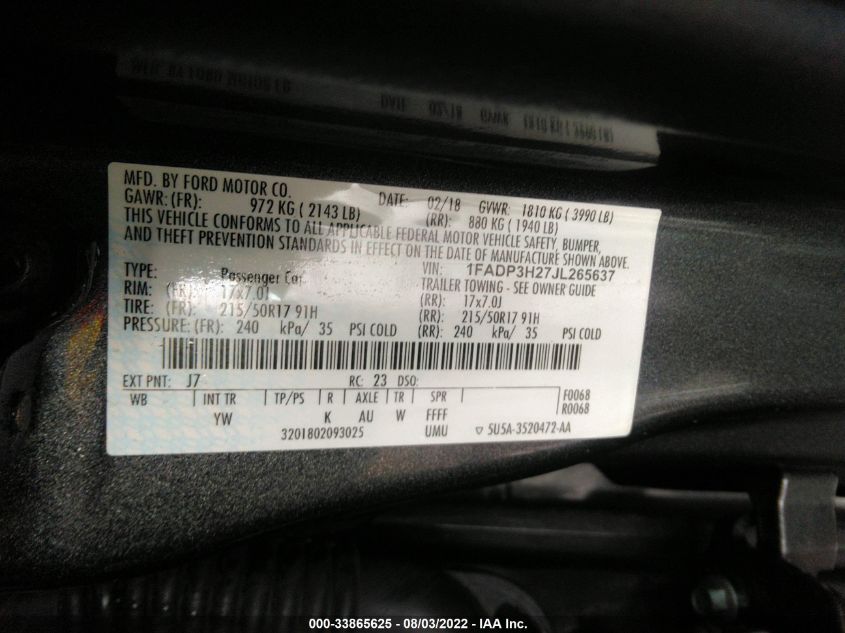 MFD. BY FORD MOTOR CO. DATE: 02/18 GVWR: 1810 KG ( 3990 LB)
GAWR: (FR): 972 KG ( 2143 LB) (RR): 880 KG ( 1940 LB)
THIS VEHICLE CONFORMS TO ALL APPLICABLE FEDERAL MOTOR VEHICLE SAFETY, BUMPER,
AND THEFT PREVENTION STANDARDS IN EFFECT ON THE DATE OF MANUFACTURE SHOWN ABOVE.
VIN: 1FADP3H27JL265637
TYPE: Passenger Car TRAILER TOWING - SEE OWNER GUIDE
RIM: (FR): 17x7.0J (RR): 17x7.0J
TIRE: (FR): 215/50R17 91H (RR): 215/50R17 91H
PRESSURE: (FR): 240 kPa/ 35 PSI COLD (RR): 240 kPa/ 35 PSI COLD
EXT PNT: J7 RC: 23 DSO:
WB INT TR TP/PS R AXLE TR SPR F0068
YW K AU W FFFF R0068
3201802093025 UMU ▽ 5U5A-3520472-AA
000-33865625 - 08/03/2022 - IAA Inc.